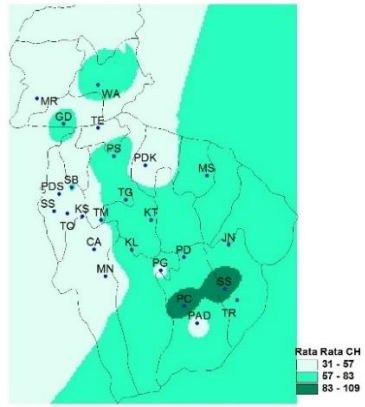 WA
MR
GD
TE
PS
PDK
MS
SB
PDS
TG
SS
TO
KS
TM
KT
CA
KL
PD
JN
PG
MN
SS
PC
TR
PAD
Rata Rata CH
31 - 57
57 - 83
83 - 109